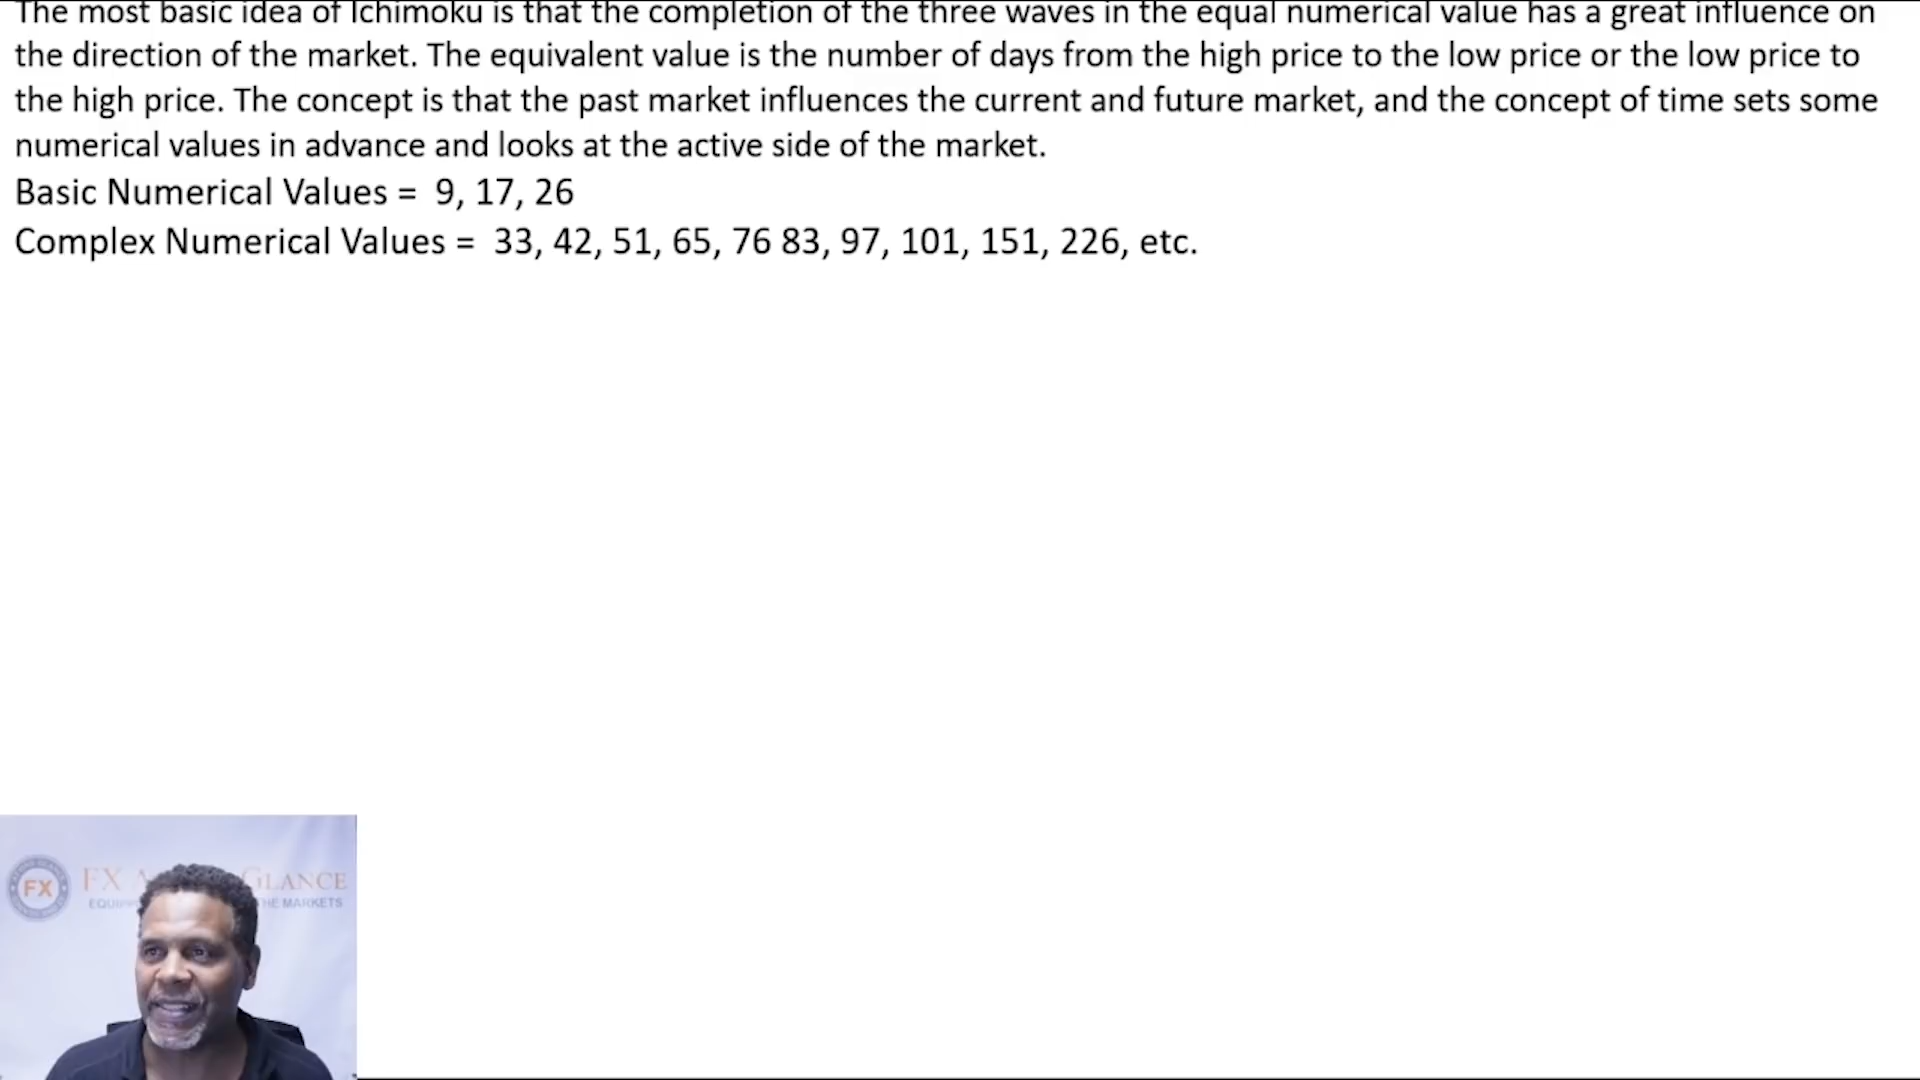 The most basic idea of Ichimoku is that the completion of the three waves in the equal numerical value has a great influence on
the direction of the market. The equivalent value is the number of days from the high price to the low price or the low price to
the high price. The concept is that the past market influences the current and future market, and the concept of time sets some
numerical values in advance and looks at the active side of the market.
Basic Numerical Values = 9, 17, 26
Complex Numerical Values = 33, 42, 51, 65, 76 83, 97, 101, 151, 226, etc.
FX
FX A GLANCE
THE MARKETS